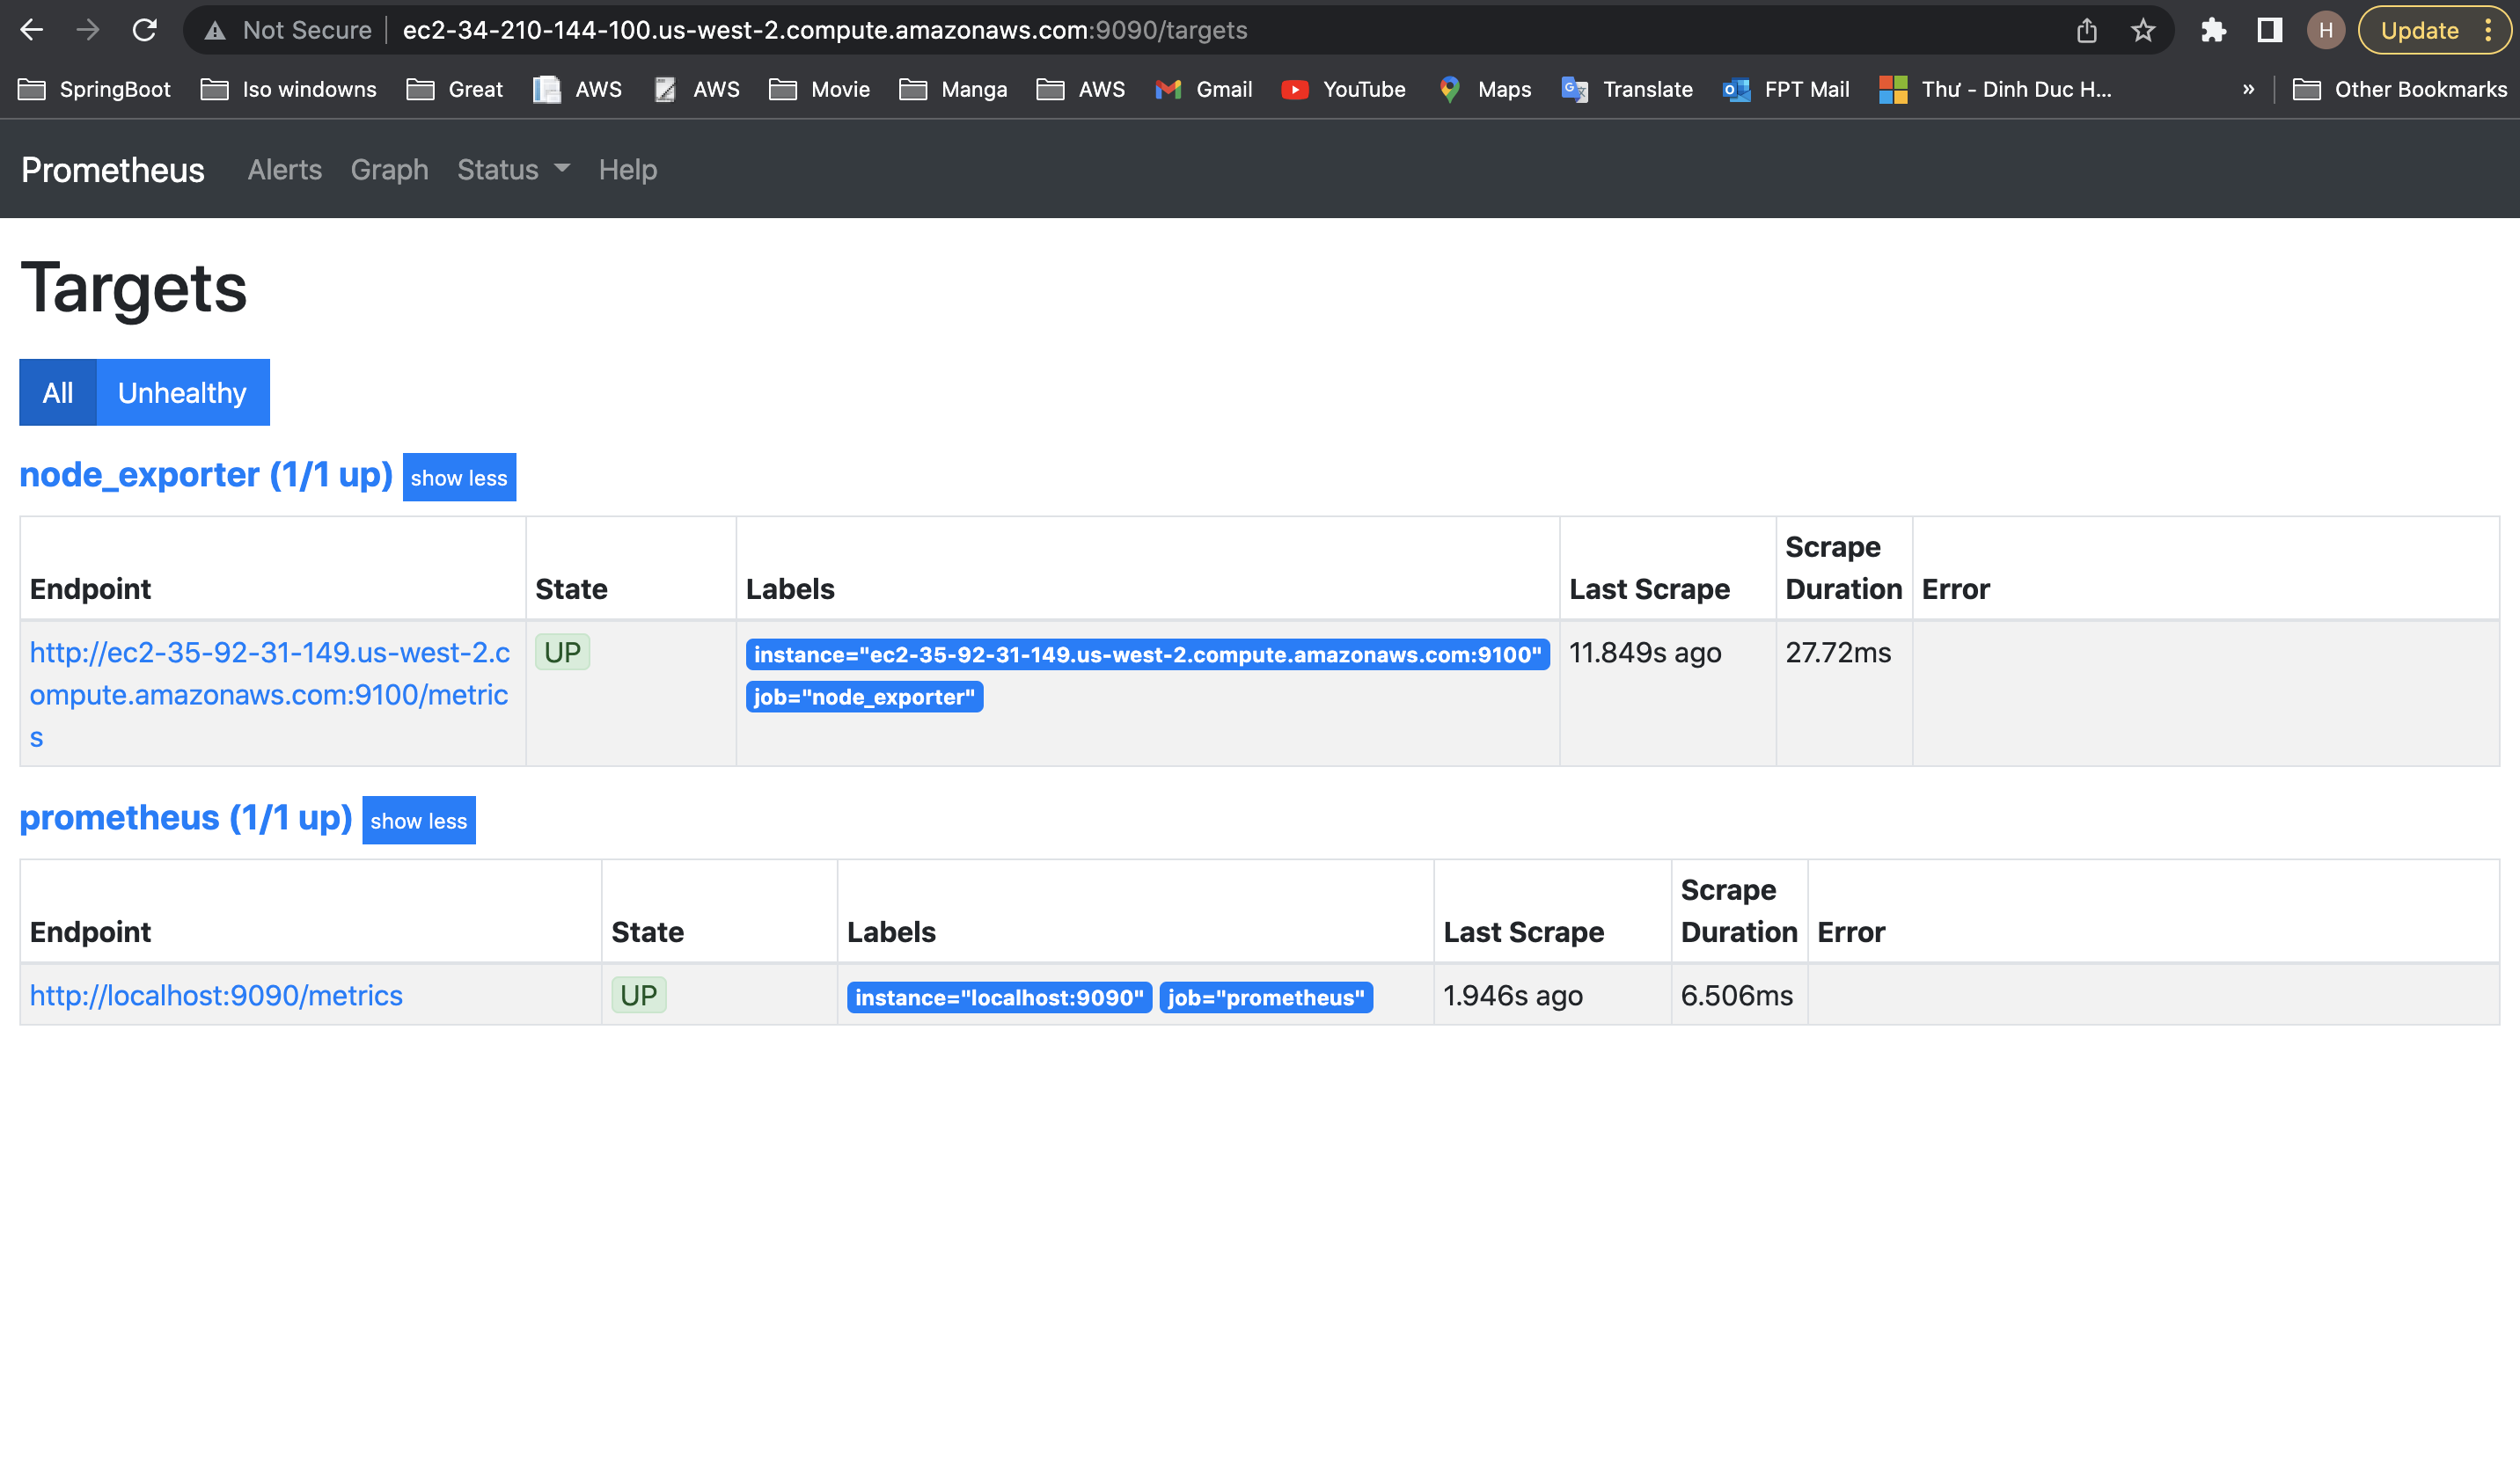 Not Secure ec2-34-210-144-100.us-west-2.compute.amazonaws.com:9090/targets H Update
SpringBoot Iso windowns Great AWS AWS Movie Manga AWS Gmail YouTube Maps Translate FPT Mail Thư - Dinh Duc H... » Other Bookmarks
Prometheus Alerts Graph Status Help
Targets
All Unhealthy
node_exporter (1/1 up) show less
Scrape
Endpoint State Labels Last Scrape Duration Error
http://ec2-35-92-31-149.us-west-2.c UP instance="ec2-35-92-31-149.us-west-2.compute.amazonaws.com:9100" 11.849s ago 27.72ms
ompute.amazonaws.com:9100/metric job="node_exporter"
s
prometheus (1/1 up) show less
Scrape
Endpoint State Labels Last Scrape Duration Error
http://localhost:9090/metrics UP instance="localhost:9090" job="prometheus" 1.946s ago 6.506ms